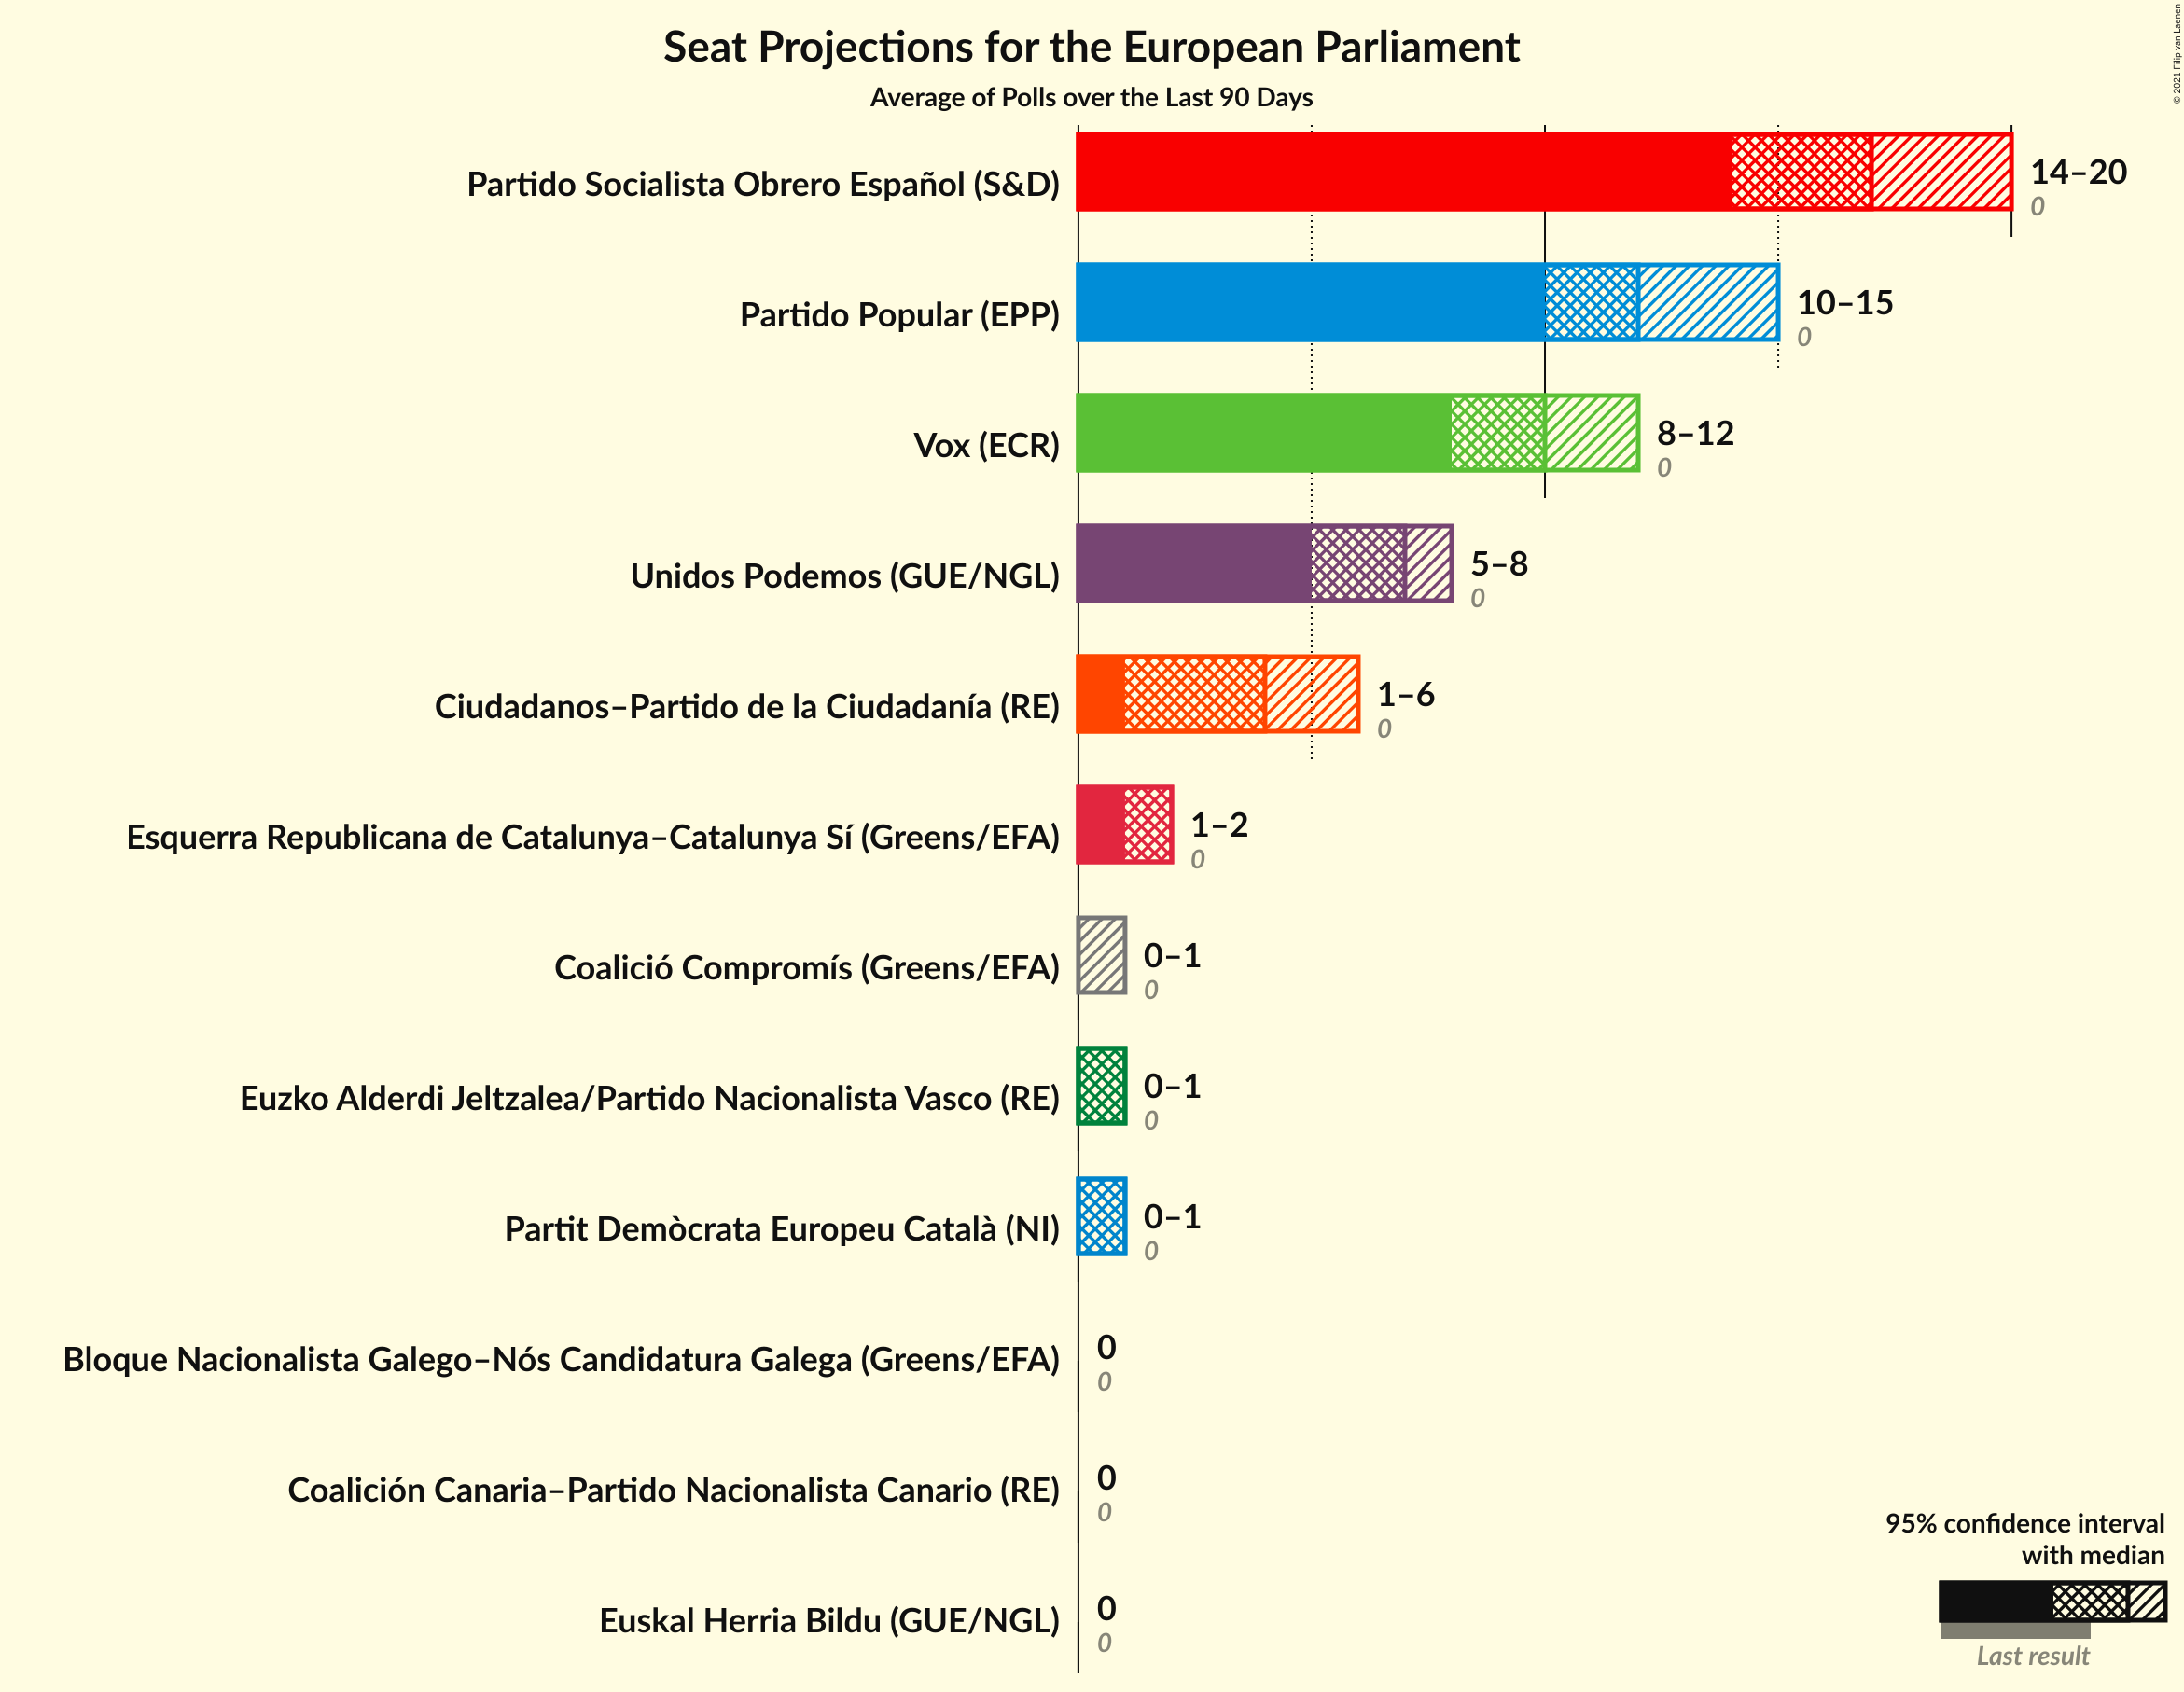 © 2021 Filip van Laenen
Seat Projections for the European Parliament
Average of Polls over the Last 90 Days
Partido Socialista Obrero Español (S&D)
14–20
0
Partido Popular (EPP)
10–15
0
Vox (ECR)
8–12
0
Unidos Podemos (GUE/NGL)
5–8
0
Ciudadanos–Partido de la Ciudadanía (RE)
1–6
0
Esquerra Republicana de Catalunya–Catalunya Sí (Greens/EFA)
1–2
0
Coalició Compromís (Greens/EFA)
0–1
0
Euzko Alderdi Jeltzalea/Partido Nacionalista Vasco (RE)
0–1
0
Partit Demòcrata Europeu Català (NI)
0–1
0
Bloque Nacionalista Galego–Nós Candidatura Galega (Greens/EFA)
0
0
Coalición Canaria–Partido Nacionalista Canario (RE)
0
0
Euskal Herria Bildu (GUE/NGL)
0
0
95% confidence interval
with median
Last result